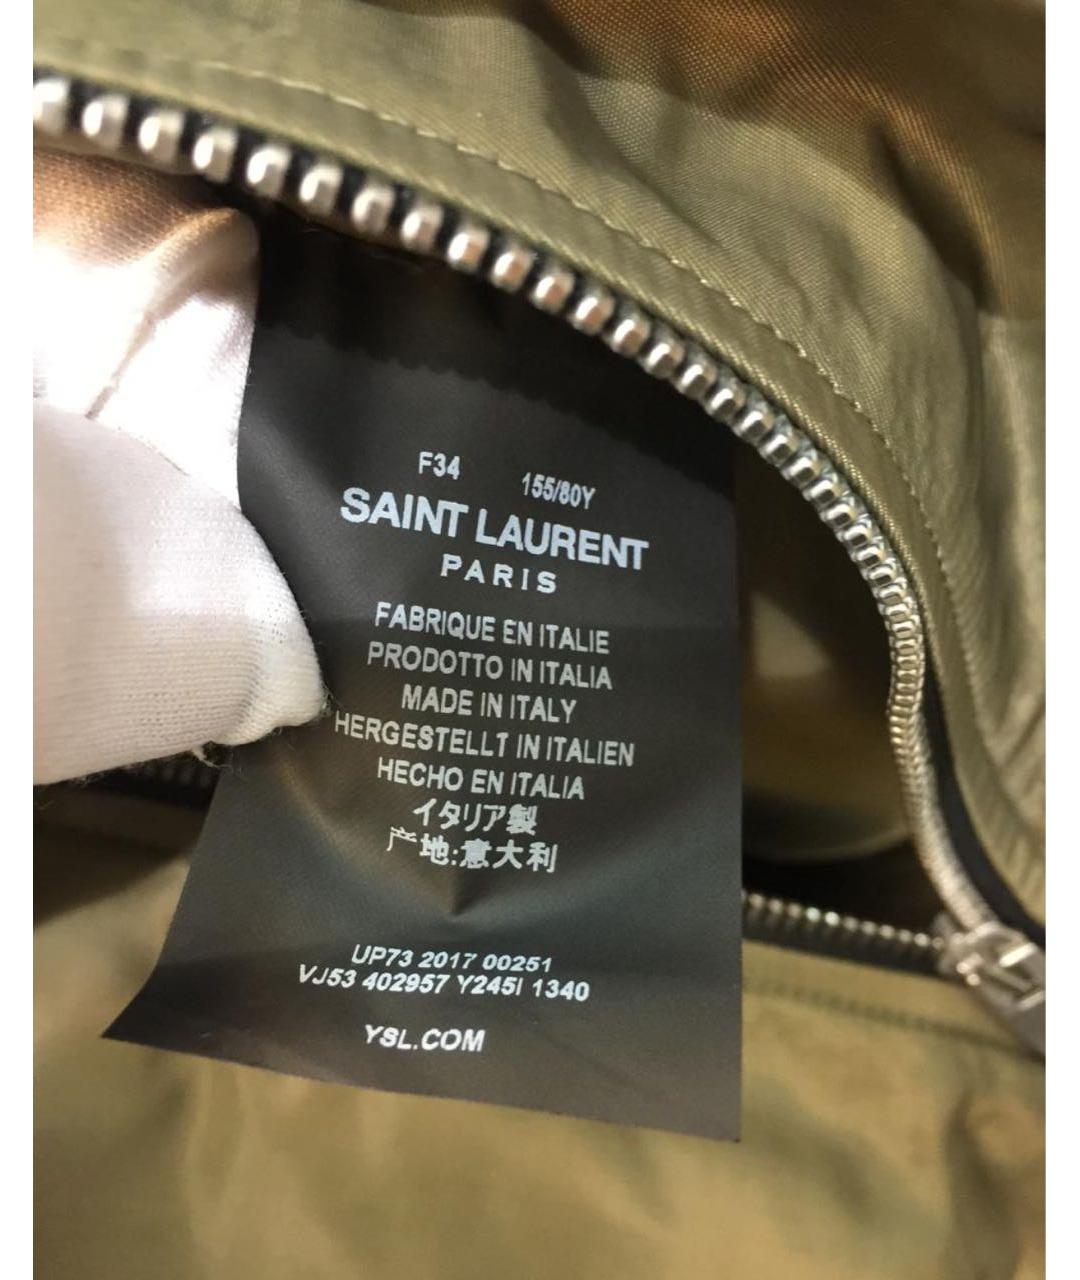 F34 155/80Y
SAINT LAURENT
PARIS
FABRIQUE EN ITALIE
PRODOTTO IN ITALIA
MADE IN ITALY
HERGESTELLT IN ITALIEN
HECHO EN ITALIA
イタリア製
产地:意大利
UP73 2017 00251
VJ53 402957 Y245I 1340
YSL.COM